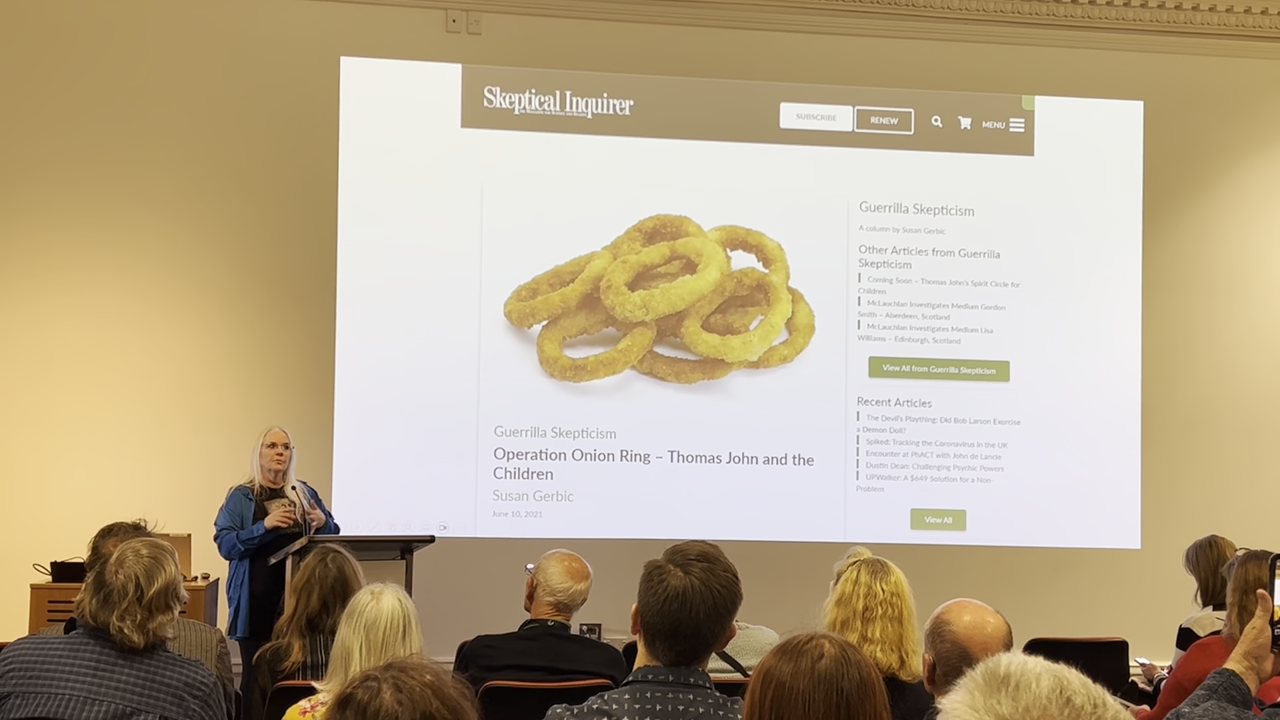 Skeptical Inquirer
SUBSCRIBE
RENEW
MENU
Guerrilla Skepticism
A column by Susan Gerbic
Other Articles from Guerrilla
Skepticism
Coming Soon – Thomas John's Spirit Circle for
Children
McLauchlan Investigates Medium Gordon
Smith – Aberdeen, Scotland
McLauchlan Investigates Medium Lisa
Williams – Edinburgh, Scotland
View All from Guerrilla Skepticism
Recent Articles
The Devil's Plaything: Did Bob Larson Exorcise
a Demon Doll?
Spiked: Tracking the Coronavirus in the UK
Encounter at PhACT with John de Lancie
Dustin Dean: Challenging Psychic Powers
UPWalker: A $649 Solution for a Non-
Problem
View All
Guerrilla Skepticism
Operation Onion Ring – Thomas John and the
Children
Susan Gerbic
June 10, 2021